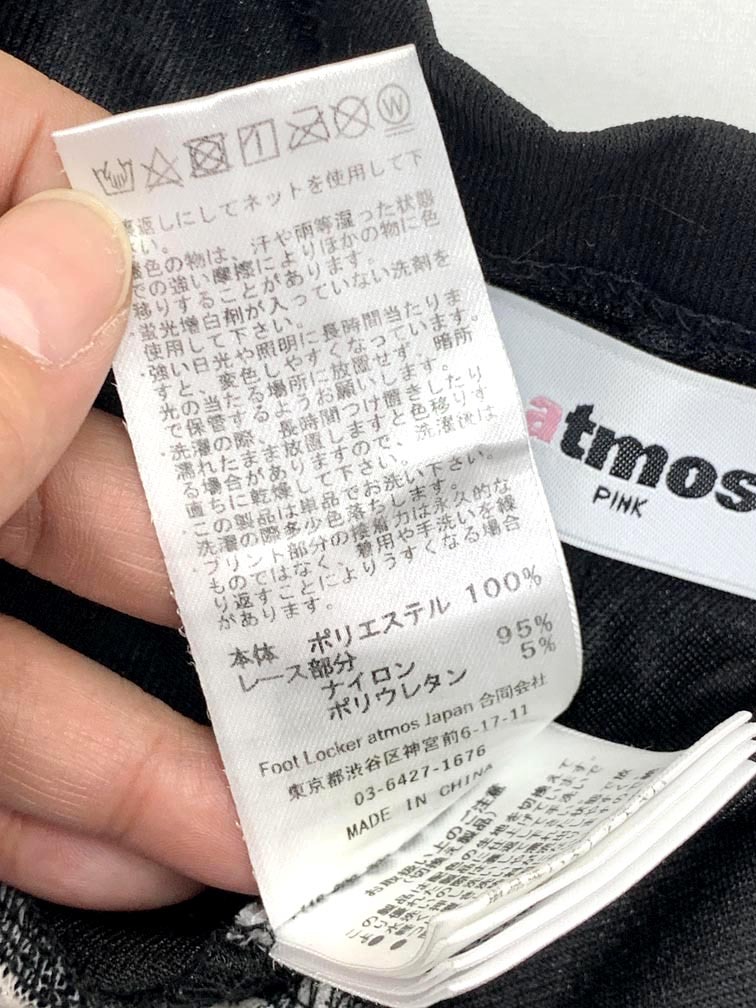 W
返しにしてネットを使用して下
い。
色の物は、汗や雨等湿った状態
での強い摩擦によりほかの物に色
移りすることがあります。
蛍光増白剤が入っていない洗剤を
使用して下さい。
・強い日光や照明に長時間当たりま
すと、変色しやすくなっています。
光の当たる場所に放置せず、暗所
で保管するようお願いします。
・洗濯の際、長時間つけ置きしたり
濡れたまま放置しますと色移りす
る場合がありますので、洗濯後は
直ちに乾燥して下さい。
・この製品は単品でお洗い下さい。
洗濯の際多少色落ちします。
・プリント部分の接着力は永久的な
ものではなく、着用や手洗いを繰
り返すことによりうすくなる場合
があります。
本体 ポリエステル 100%
レース部分
ナイロン 95%
ポリウレタン 5%
Foot Locker atmos Japan 合同会社
東京都渋谷区神宮前6-17-11
03-6427-1676
MADE IN CHINA
atmos
PINK
お取扱い上のご注意